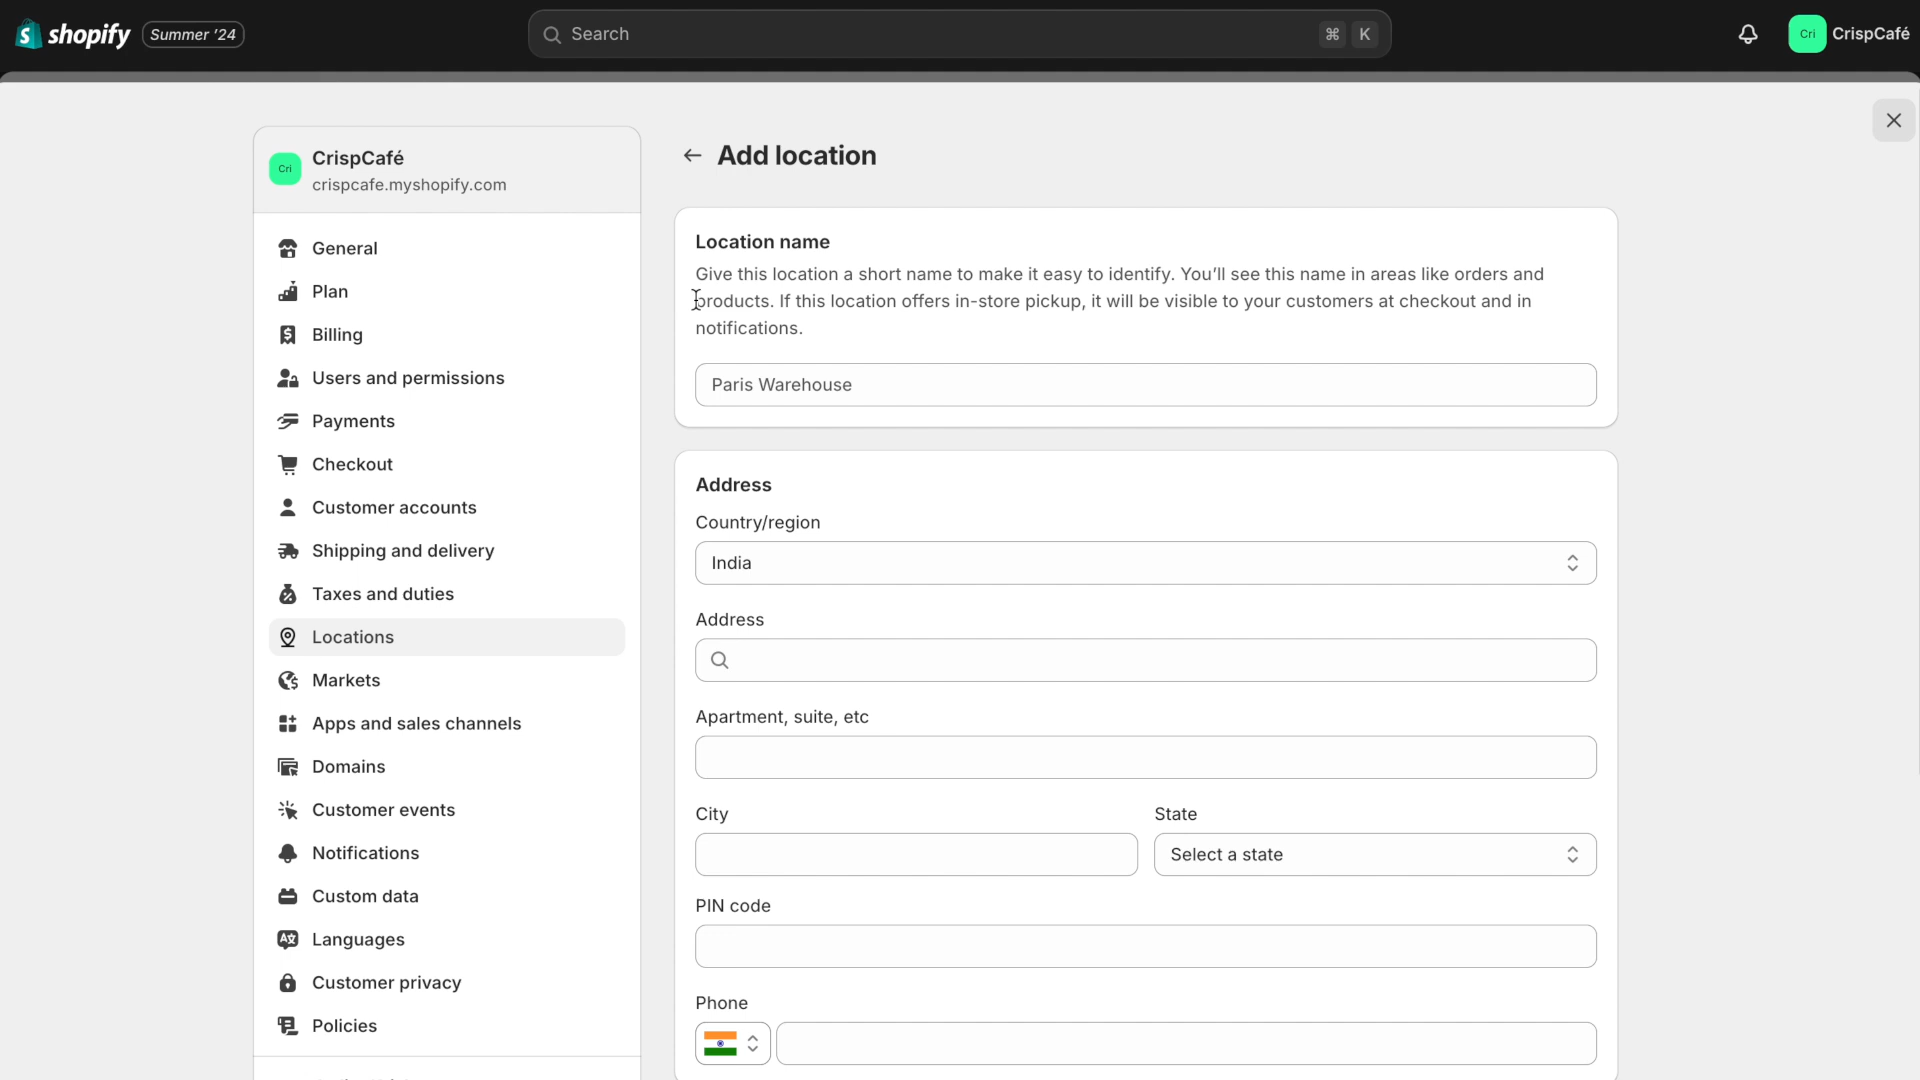 shopify
Summer '24
Search
⌘ K
Cri
CrispCafé
Cri
CrispCafé
crispcafe.myshopify.com
General
Plan
Billing
Users and permissions
Payments
Checkout
Customer accounts
Shipping and delivery
Taxes and duties
Locations
Markets
Apps and sales channels
Domains
Customer events
Notifications
Custom data
Languages
Customer privacy
Policies
Add location
Location name
Give this location a short name to make it easy to identify. You’ll see this name in areas like orders and
products. If this location offers in-store pickup, it will be visible to your customers at checkout and in
notifications.
Paris Warehouse
Address
Country/region
India
Address
Apartment, suite, etc
City
State
Select a state
PIN code
Phone